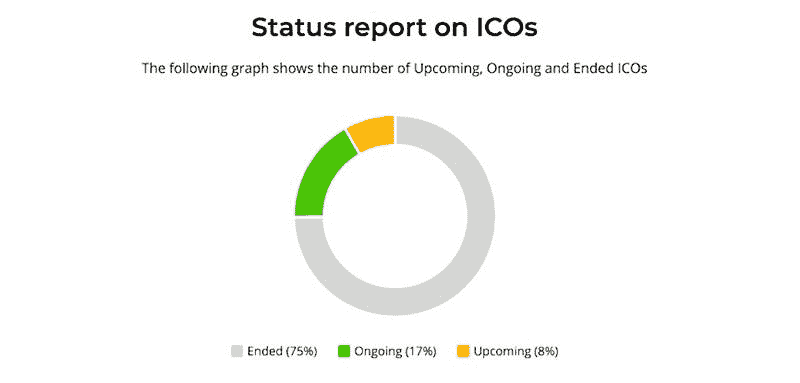 Status report on ICOs
The following graph shows the number of Upcoming, Ongoing and Ended ICOs
Ended (75%) Ongoing (17%) Upcoming (8%)